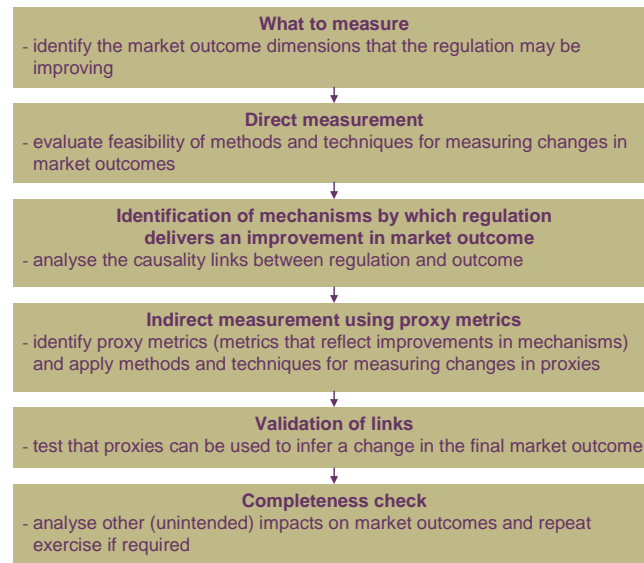 What to measure
- identify the market outcome dimensions that the regulation may be
improving
Direct measurement
- evaluate feasibility of methods and techniques for measuring changes in
market outcomes
Identification of mechanisms by which regulation
delivers an improvement in market outcome
- analyse the causality links between regulation and outcome
Indirect measurement using proxy metrics
- identify proxy metrics (metrics that reflect improvements in mechanisms)
and apply methods and techniques for measuring changes in proxies
Validation of links
- test that proxies can be used to infer a change in the final market outcome
Completeness check
- analyse other (unintended) impacts on market outcomes and repeat
exercise if required